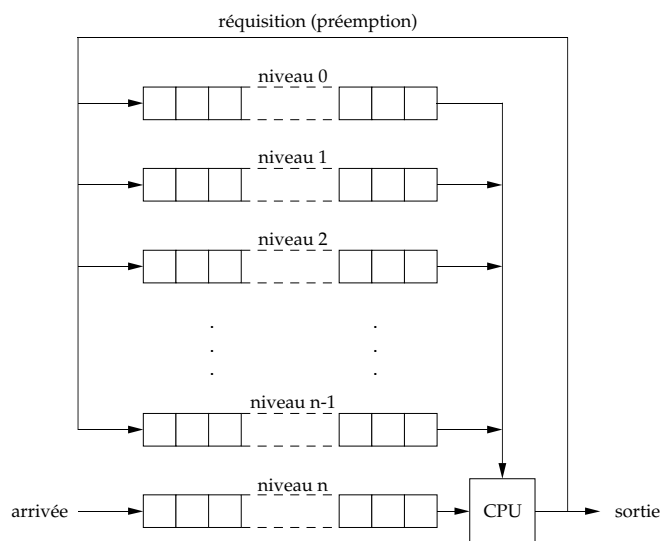 réquisition (préemption)
niveau 0
niveau 1
niveau 2
niveau n-1
niveau n
arrivée
CPU
sortie